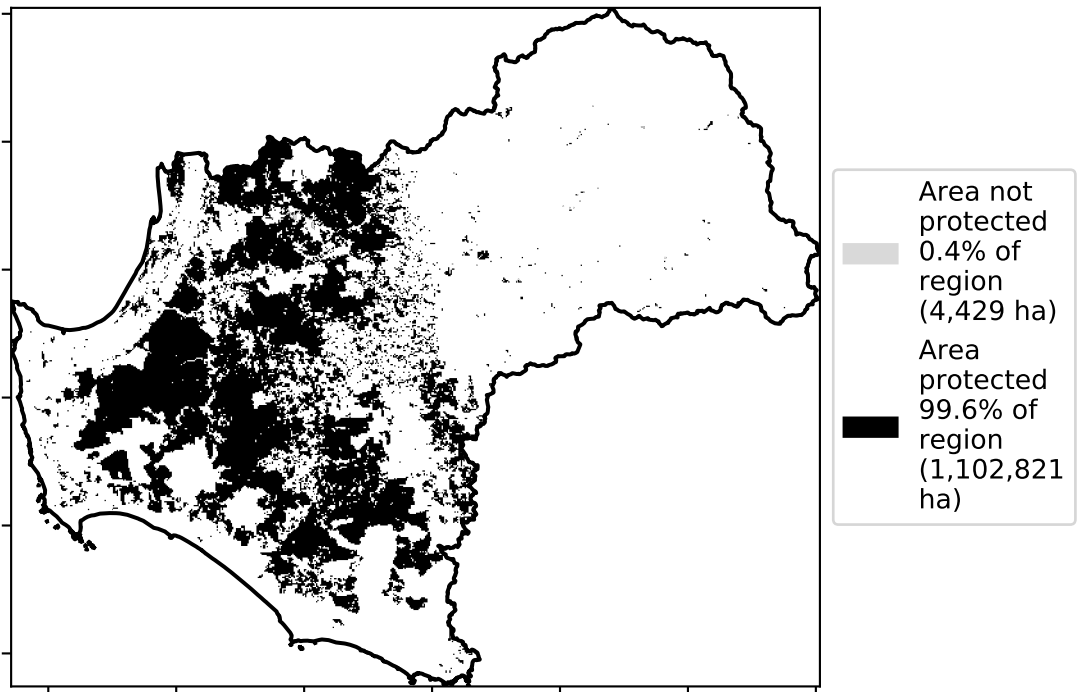 Area not
protected
0.4% of
region
(4,429 ha)
Area
protected
99.6% of
region
(1,102,821
ha)